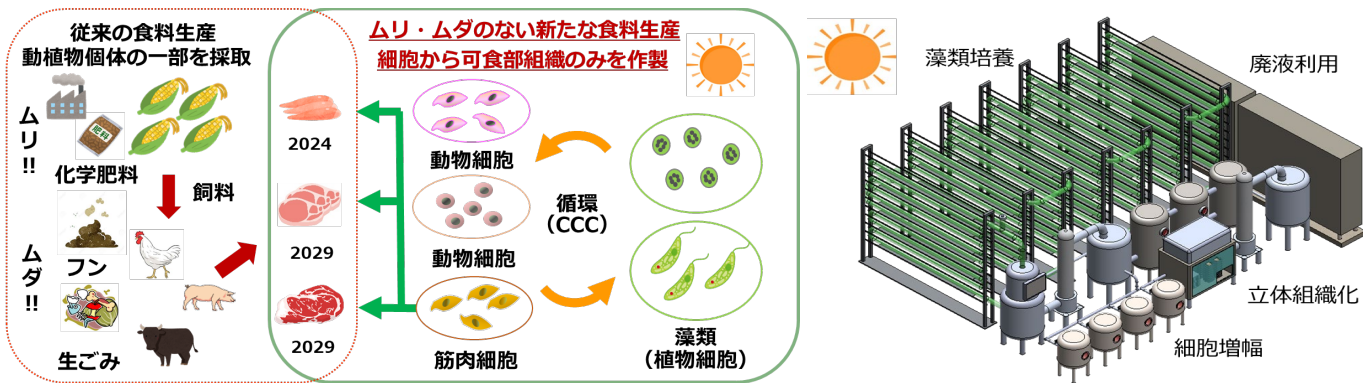 従来の食料生産
動植物個体の一部を採取
ムリ!!
肥料
化学肥料
飼料
ムダ!!
フン
生ごみ
ムリ・ムダのない新たな食料生産
細胞から可食部組織のみを作製
2024
2029
2029
動物細胞
動物細胞
筋肉細胞
循環
(CCC)
藻類
(植物細胞)
藻類培養
廃液利用
立体組織化
細胞増幅